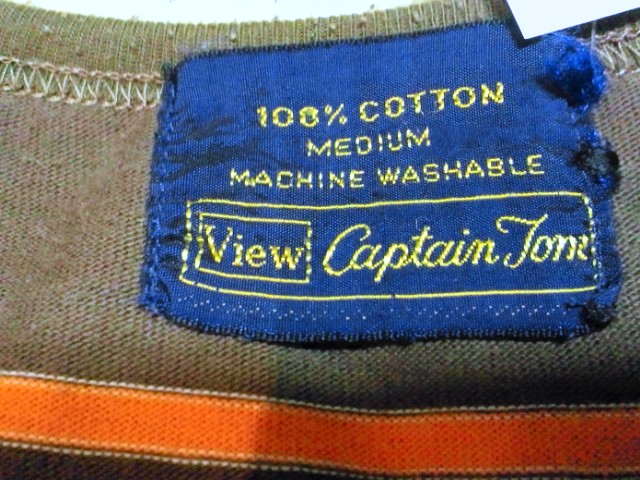 100% COTTON
MEDIUM
MACHINE WASHABLE
View Captain Tom